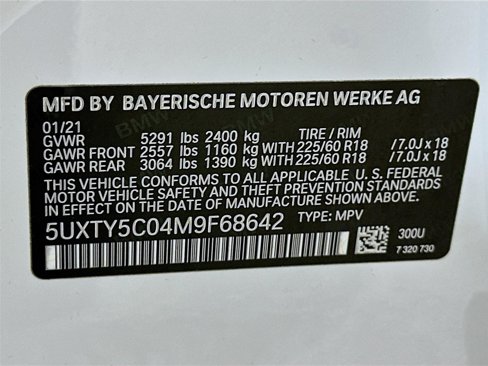 MFD BY BAYERISCHE MOTOREN WERKE AG
01/21
GVWR 5291 lbs 2400 kg TIRE / RIM
GAWR FRONT 2557 lbs 1160 kg WITH 225/60 R18 /7.0J x 18
GAWR REAR 3064 lbs 1390 kg WITH 225/60 R18 /7.0J x 18
THIS VEHICLE CONFORMS TO ALL APPLICABLE U.S. FEDERAL
MOTOR VEHICLE SAFETY AND THEFT PREVENTION STANDARDS
IN EFFECT ON THE DATE OF MANUFACTURE SHOWN ABOVE.
5UXTY5C04M9F68642 TYPE: MPV
300U
7 320 730